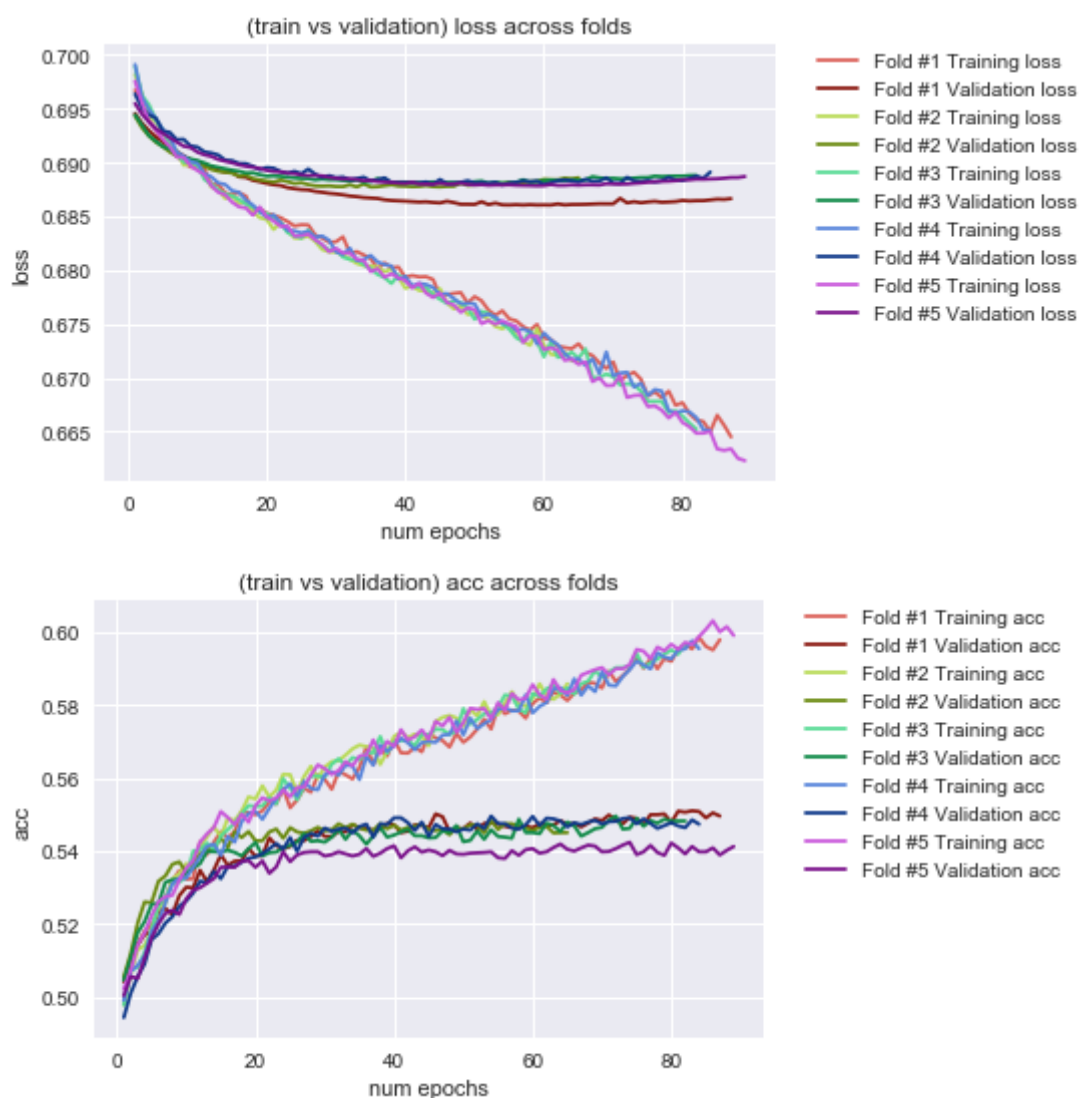 (train vs validation) loss across folds
0.700
0.695
0.690
0.685
0.680
0.675
0.670
0.665
loss
0 20 40 60 80
num epochs
Fold #1 Training loss
Fold #1 Validation loss
Fold #2 Training loss
Fold #2 Validation loss
Fold #3 Training loss
Fold #3 Validation loss
Fold #4 Training loss
Fold #4 Validation loss
Fold #5 Training loss
Fold #5 Validation loss
(train vs validation) acc across folds
0.60
0.58
0.56
0.54
0.52
0.50
acc
0 20 40 60 80
num epochs
Fold #1 Training acc
Fold #1 Validation acc
Fold #2 Training acc
Fold #2 Validation acc
Fold #3 Training acc
Fold #3 Validation acc
Fold #4 Training acc
Fold #4 Validation acc
Fold #5 Training acc
Fold #5 Validation acc